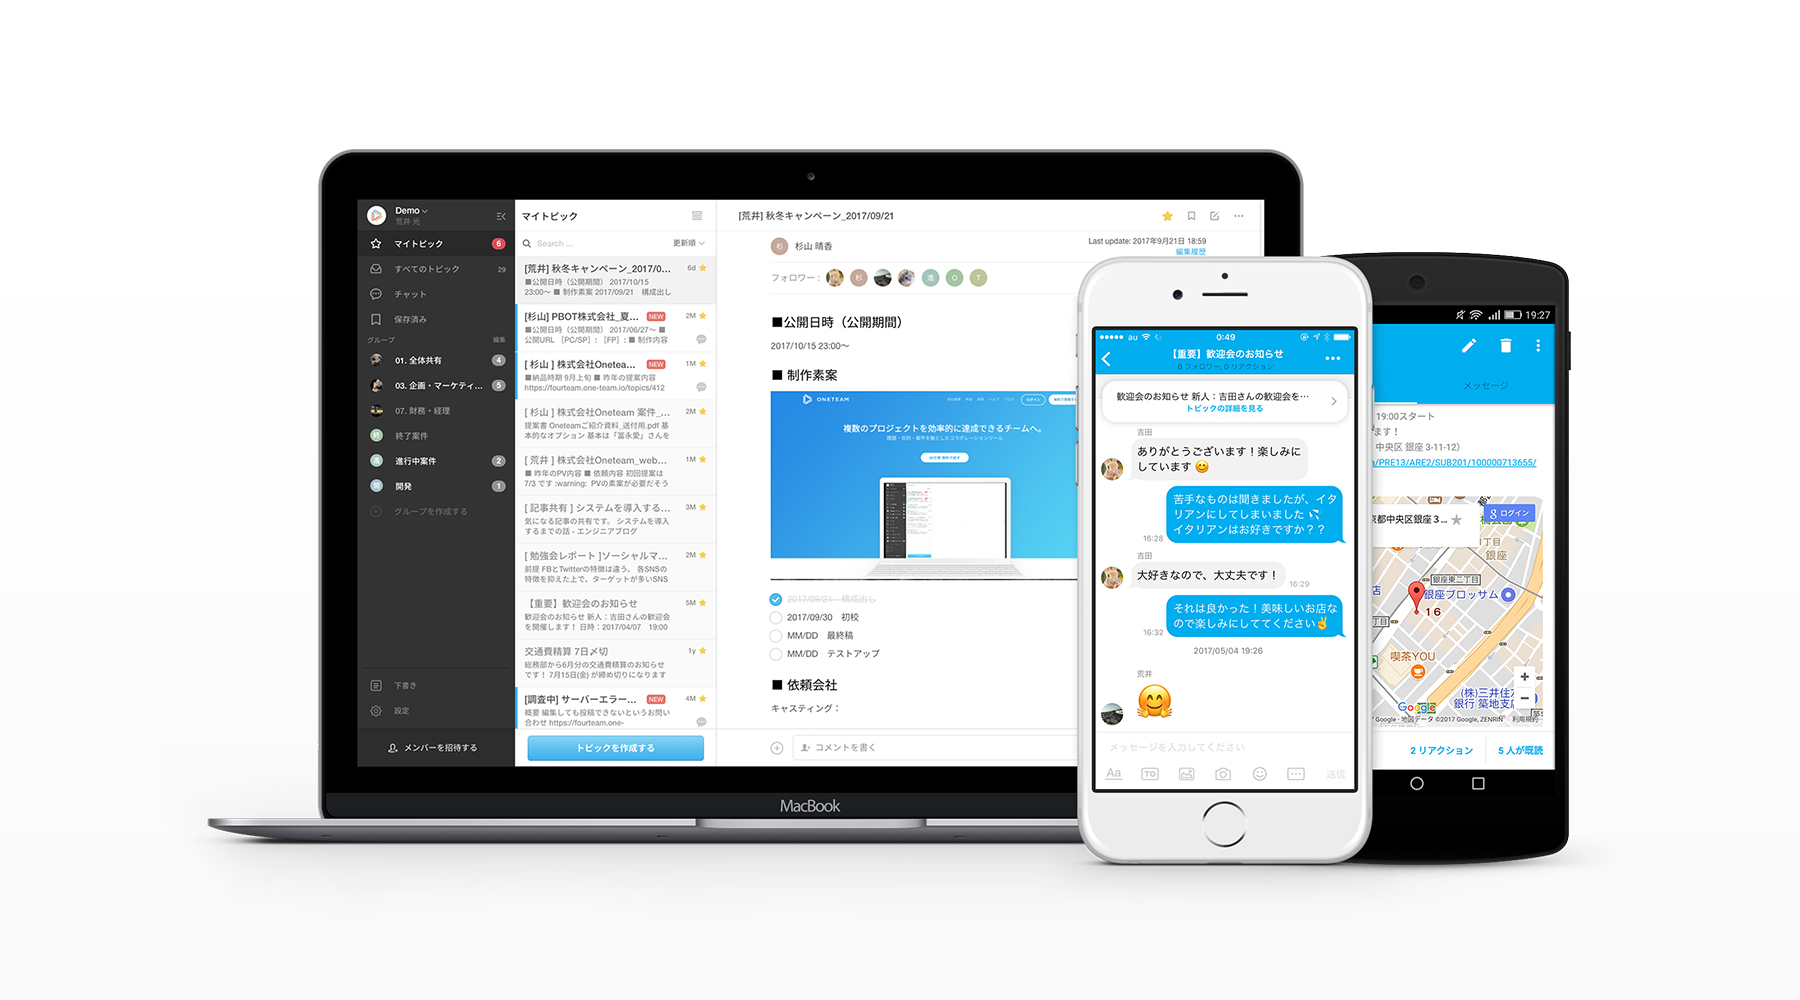 Demo
荒井 光
マイトピック
6
すべてのトピック
29
チャット
保存済み
グループ
編集
01. 全体共有
4
03. 企画・マーケティ...
5
07. 財務・経理
終了案件
進行中案件
2
開発
1
グループを作成する
下書き
設定
メンバーを招待する
マイトピック
Search ...
更新順
[荒井] 秋冬キャンペーン_2017/0...
6d
■公開日時（公開期間） 2017/10/15
23:00〜 ■ 制作素案 2017/09/21 構成出し
[杉山] PBOT株式会社_夏...
NEW
2M
■公開日時（公開期間） 2017/06/27〜 ■
公開URL ［PC/SP］: ［FP］: ■ 制作内容
[ 杉山 ] 株式会社Onetea...
NEW
1M
■納品時期 9月上旬 ■ 昨年の提案内容
https://fourteam.one-team.io/topics/412
[ 杉山 ] 株式会社Oneteam 案件_...
2M
提案書 Oneteamご紹介資料_送付用.pdf 基
本的なオプション 基本は「冨永愛」さんを
[ 荒井 ] 株式会社Oneteam_web...
1M
■ 昨年のPV内容 ■ 依頼内容 初回提案は
7/3 です :warning: PVの素案が必要だそう
[ 記事共有 ] システムを導入する...
3M
気になる記事の共有です。 システムを導入
するまでの話 - エンジニアブログ
[ 勉強会レポート ]ソーシャルマ...
2M
前提 FBとTwitterの特徴は違う。 各SNSの
特徴を抑えた上で、ターゲットが多いSNS
【重要】歓迎会のお知らせ
5M
歓迎会のお知らせ 新人：吉田さんの歓迎会
を開催します！ 日時：2017/04/07 19:00
交通費精算 7日〆切
1y
総務部から6月分の交通費精算のお知らせ
です！ 7月15日(金) が締め切りになります
[調査中] サーバーエラー...
NEW
4M
概要 編集しても投稿できないというお問い
合わせ https://fourteam.one-
トピックを作成する
[荒井] 秋冬キャンペーン_2017/09/21
杉
杉山 晴香
Last update: 2017年9月21日 18:59
編集履歴
フォロワー：
杉
進
O
T
■公開日時（公開期間）
2017/10/15 23:00〜
■ 制作素案
ONETEAM
ログイン
複数のプロジェクトを効率的に達成できるチームへ。
課題・目的・案件を軸としたコラボレーションツール
2017/09/21 構成出し
2017/09/30 初校
MM/DD 最終稿
MM/DD テストアップ
■ 依頼会社
キャスティング：
コメントを書く
MacBook
au
0:49
【重要】歓迎会のお知らせ
6 フォロワー, 0 リアクション
歓迎会のお知らせ 新人：吉田さんの歓迎会を…
トピックの詳細を見る
吉田
ありがとうございます！楽しみに
しています
苦手なものは聞きましたが、イタ
リアンにしてしまいました
イタリアンはお好きですか？？
16:28
吉田
大好きなので、大丈夫です！
16:29
それは良かった！美味しいお店な
ので楽しみにしててください
16:32
2017/05/04 19:26
荒井
メッセージを入力してください
Aa
TO
送信
19:27
メッセージ
19:00スタート
ます！
中央区 銀座 3-11-12）
a/PRE13/ARE2/SUB201/100000713655/
京都中央区銀座３...
ログイン
丁目
銀座
銀座東二丁目
店
銀座ブロッサム
16
丁目
喫茶YOU
(株)三井住友
銀行 築地支店
Google
Google - 地図データ ©2017 Google, ZENRIN
利用規約
2 リアクション
5 人が既読